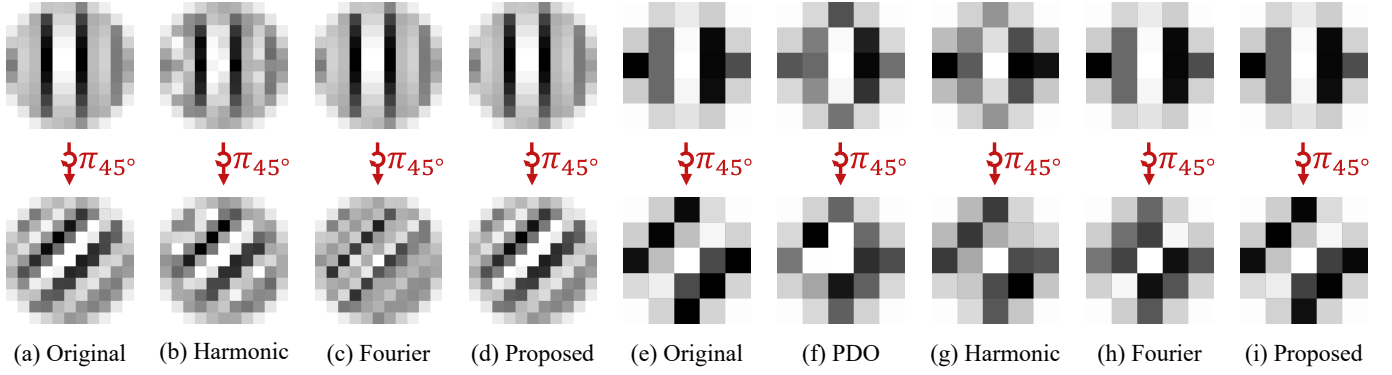 π45° π45° π45° π45° π45° π45° π45° π45° π45°
(a) Original (b) Harmonic (c) Fourier (d) Proposed (e) Original (f) PDO (g) Harmonic (h) Fourier (i) Proposed